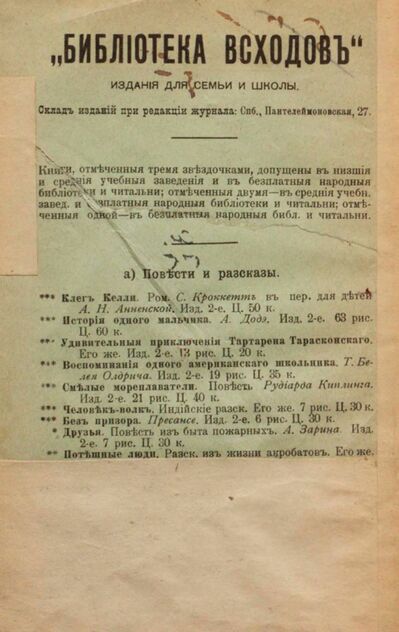 „БИБЛІОТЕКА ВСХОДОВЪ“
ИЗДАНІЯ ДЛЯ СЕМЬИ И ШКОЛЫ.
Складъ изданій при редакціи журнала: Спб., Пантелеймоновская, 27.
Книги, отмѣченныя тремя звѣздочками, допущены въ низшія
и среднія учебныя заведенія и въ безплатныя народныя
библіотеки и читальни; отмѣченныя двумя—въ среднія учебн.
завед. и безплатныя народныя библіотеки и читальни; отмѣ-
ченныя одной—въ безплатныя народныя библ. и читальни.
а) Повѣсти и разсказы.
*** Клегъ Келли. Ром. С. Кроккеттъ въ пер. для дѣтей
А. Н. Анненской. Изд. 2-е. Ц. 50 к.
*** Исторія одного мальчика. А. Додэ. Изд. 2-е. 63 рис.
Ц. 60 к.
*** Удивительныя приключенія Тартарена Тарасконскаго.
Его же. Изд. 2-е. 13 рис. Ц. 20 к.
*** Воспоминанія одного американскаго школьника. Т. Бе-
лея Олдрича. Изд. 2-е. 19 рис. Ц. 35 к.
*** Смѣлые мореплаватели. Повѣсть Рудіарда Киплинга.
Изд. 2-е. 21 рис. Ц. 40 к.
*** Человѣкъ-волкъ. Индійскіе разск. Его же. 7 рис. Ц. 30 к.
*** Безъ призора. Прессансе. Изд. 2-е. 6 рис. Ц. 30 к.
* Друзья. Повѣсть изъ быта пожарныхъ. А. Зарина. Изд.
2-е. 7 рис. Ц. 30 к.
** Потѣшные люди. Разск. изъ жизни акробатовъ. Его же.